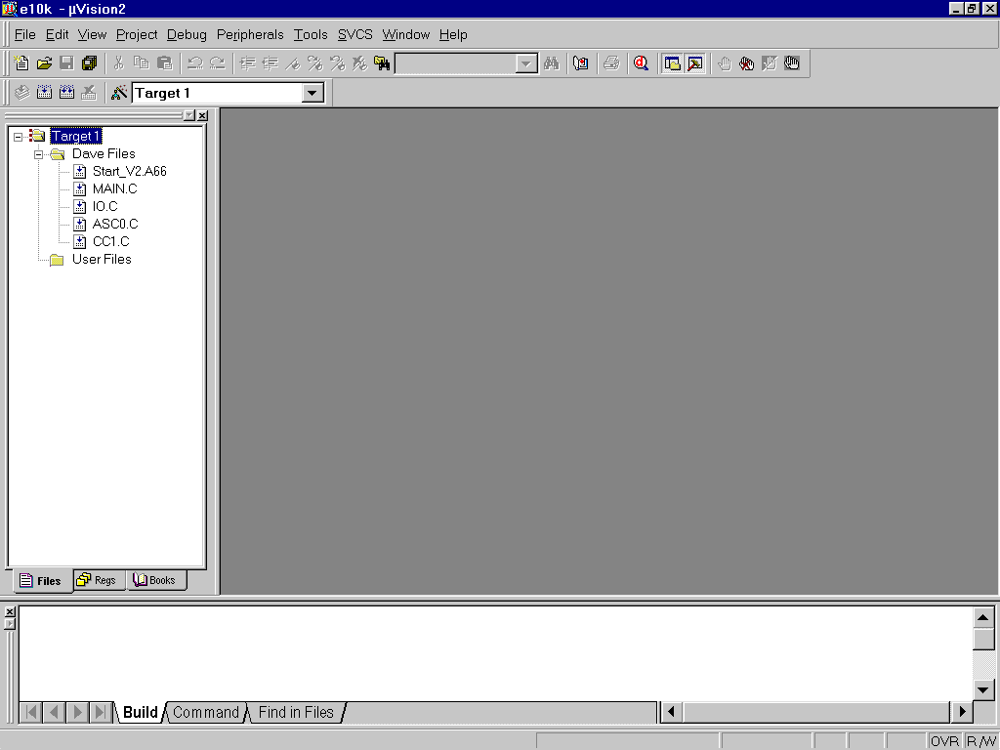 e10k - µVision2
File Edit View Project Debug Peripherals Tools SVCS Window Help
Target 1
Target 1
Dave Files
Start_V2.A66
MAIN.C
IO.C
ASC0.C
CC1.C
User Files
Files Regs Books
Build Command Find in Files
OVR R/W